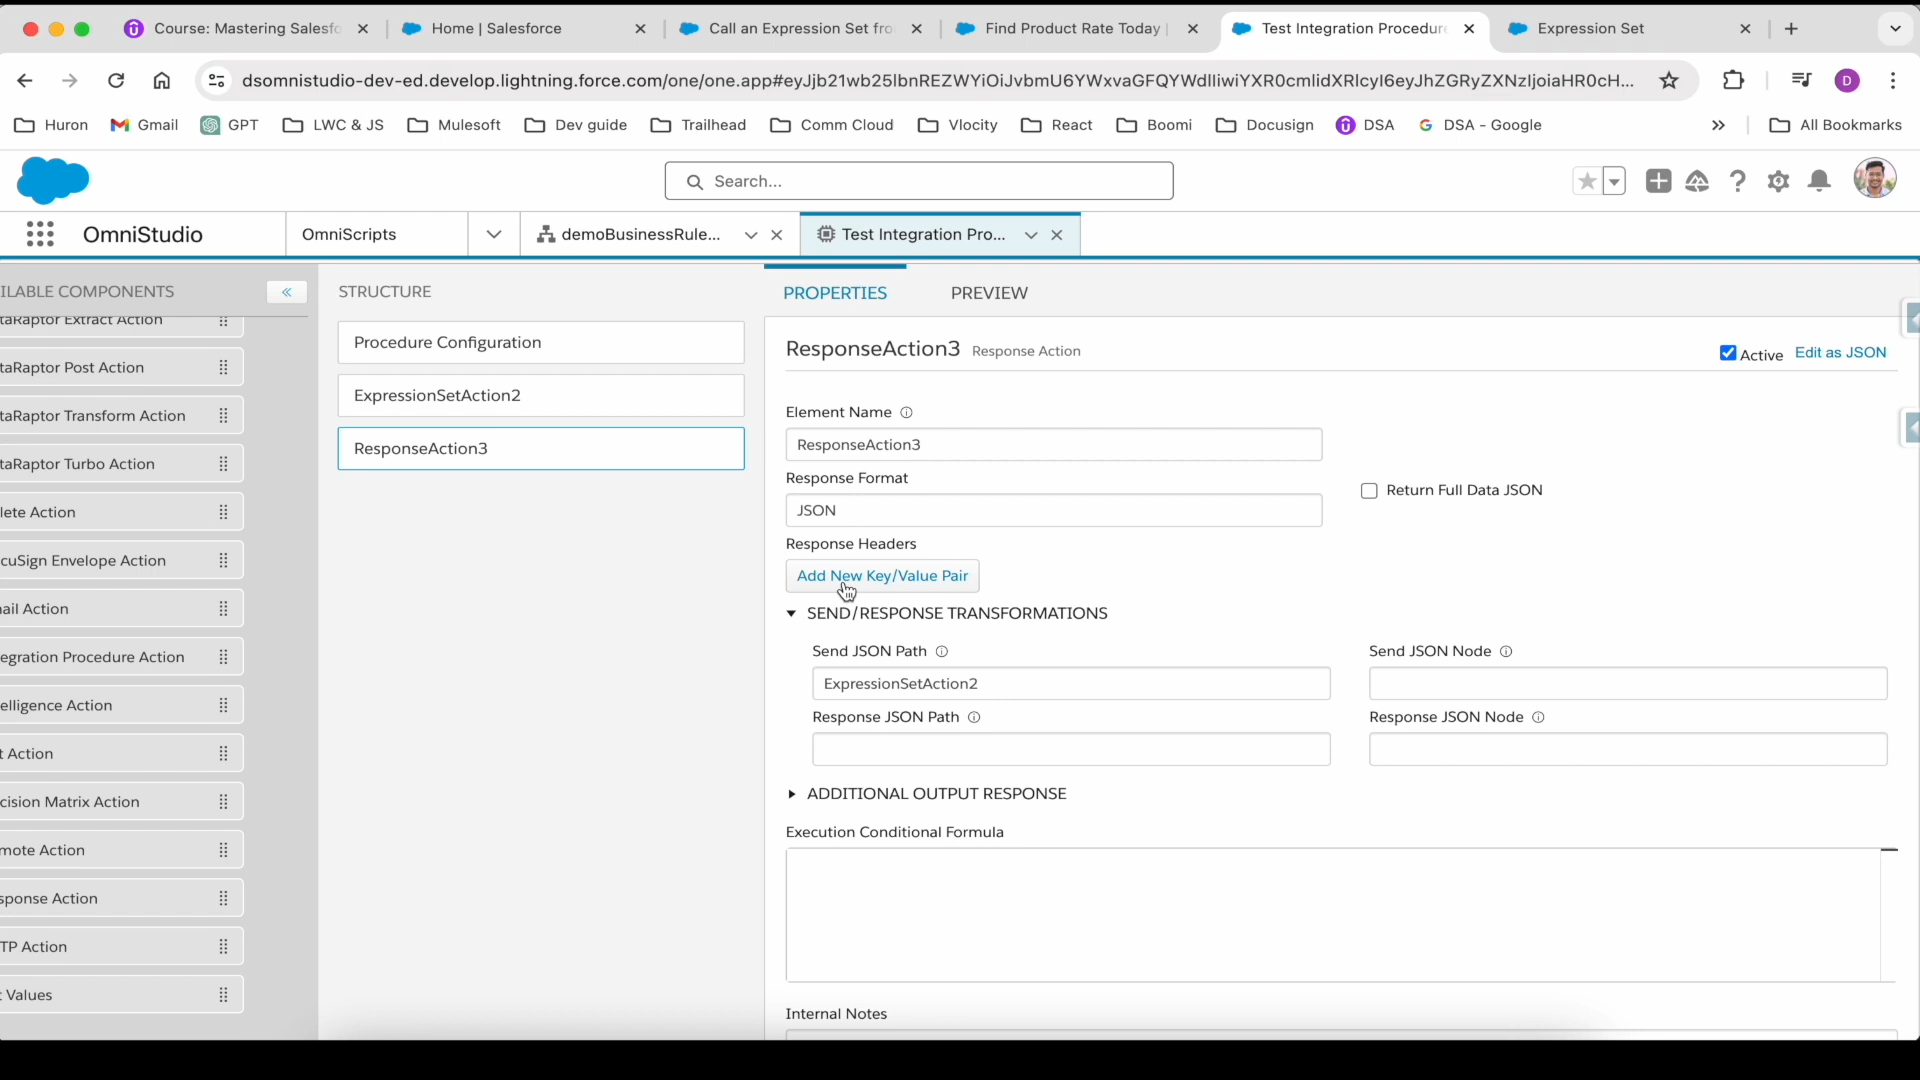 Course: Mastering Salesfo
Home | Salesforce
Call an Expression Set fro
Find Product Rate Today |
Test Integration Procedure
Expression Set
dsomnistudio-dev-ed.develop.lightning.force.com/one/one.app#eyJjb21wb25lbnREZWYiOiJvbmU6YWxvaGFQYWdlIiwiYXR0cmlidXRlcyI6eyJhZGRyZXNzIjoiaHR0cH...
D
Huron
Gmail
GPT
LWC & JS
Mulesoft
Dev guide
Trailhead
Comm Cloud
Vlocity
React
Boomi
Docusign
DSA
DSA - Google
All Bookmarks
Search...
OmniStudio
OmniScripts
demoBusinessRule...
Test Integration Pro...
ILABLE COMPONENTS
taRaptor Extract Action
taRaptor Post Action
taRaptor Transform Action
taRaptor Turbo Action
lete Action
cuSign Envelope Action
ail Action
egration Procedure Action
elligence Action
t Action
cision Matrix Action
mote Action
sponse Action
TP Action
t Values
STRUCTURE
Procedure Configuration
ExpressionSetAction2
ResponseAction3
PROPERTIES
PREVIEW
ResponseAction3 Response Action
Active
Edit as JSON
Element Name
ResponseAction3
Response Format
JSON
Return Full Data JSON
Response Headers
Add New Key/Value Pair
SEND/RESPONSE TRANSFORMATIONS
Send JSON Path
ExpressionSetAction2
Send JSON Node
Response JSON Path
Response JSON Node
ADDITIONAL OUTPUT RESPONSE
Execution Conditional Formula
Internal Notes